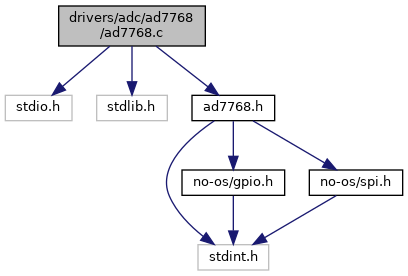 drivers/adc/ad7768
/ad7768.c
stdio.h
stdlib.h
ad7768.h
no-os/gpio.h
no-os/spi.h
stdint.h